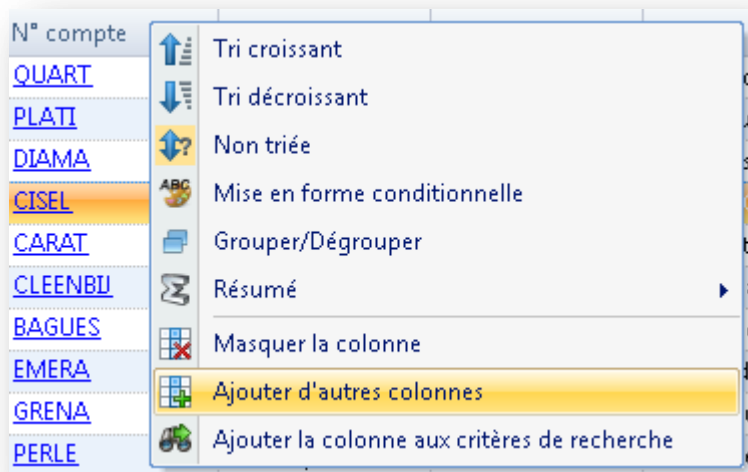 N° compte
QUART
PLATI
DIAMA
CISEL
CARAT
CLEENBIJ
BAGUES
EMERA
GRENA
PERLE
Tri croissant
Tri décroissant
Non triée
ABC
Mise en forme conditionnelle
Grouper/Dégrouper
Résumé
Masquer la colonne
Ajouter d'autres colonnes
Ajouter la colonne aux critères de recherche